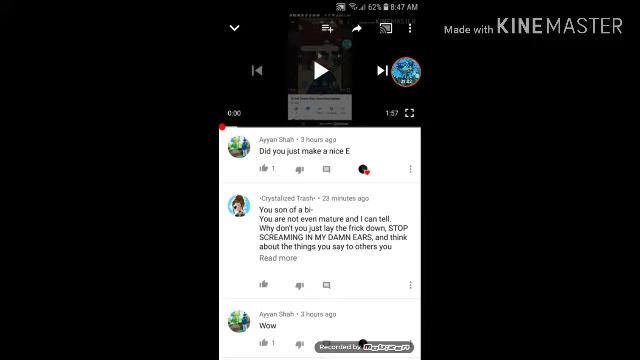 62% 8:47 AM
Made with KINEMASTER
0:00
1:57
Ayyan Shah • 3 hours ago
Did you just make a nice E
1
•Crystalized Trash• • 23 minutes ago
You son of a bi-
You are not even mature and I can tell.
Why don't you just lay the frick down, STOP
SCREAMING IN MY DAMN EARS, and think
about the things you say to others you
Read more
Ayyan Shah • 3 hours ago
Wow
1
Recorded by